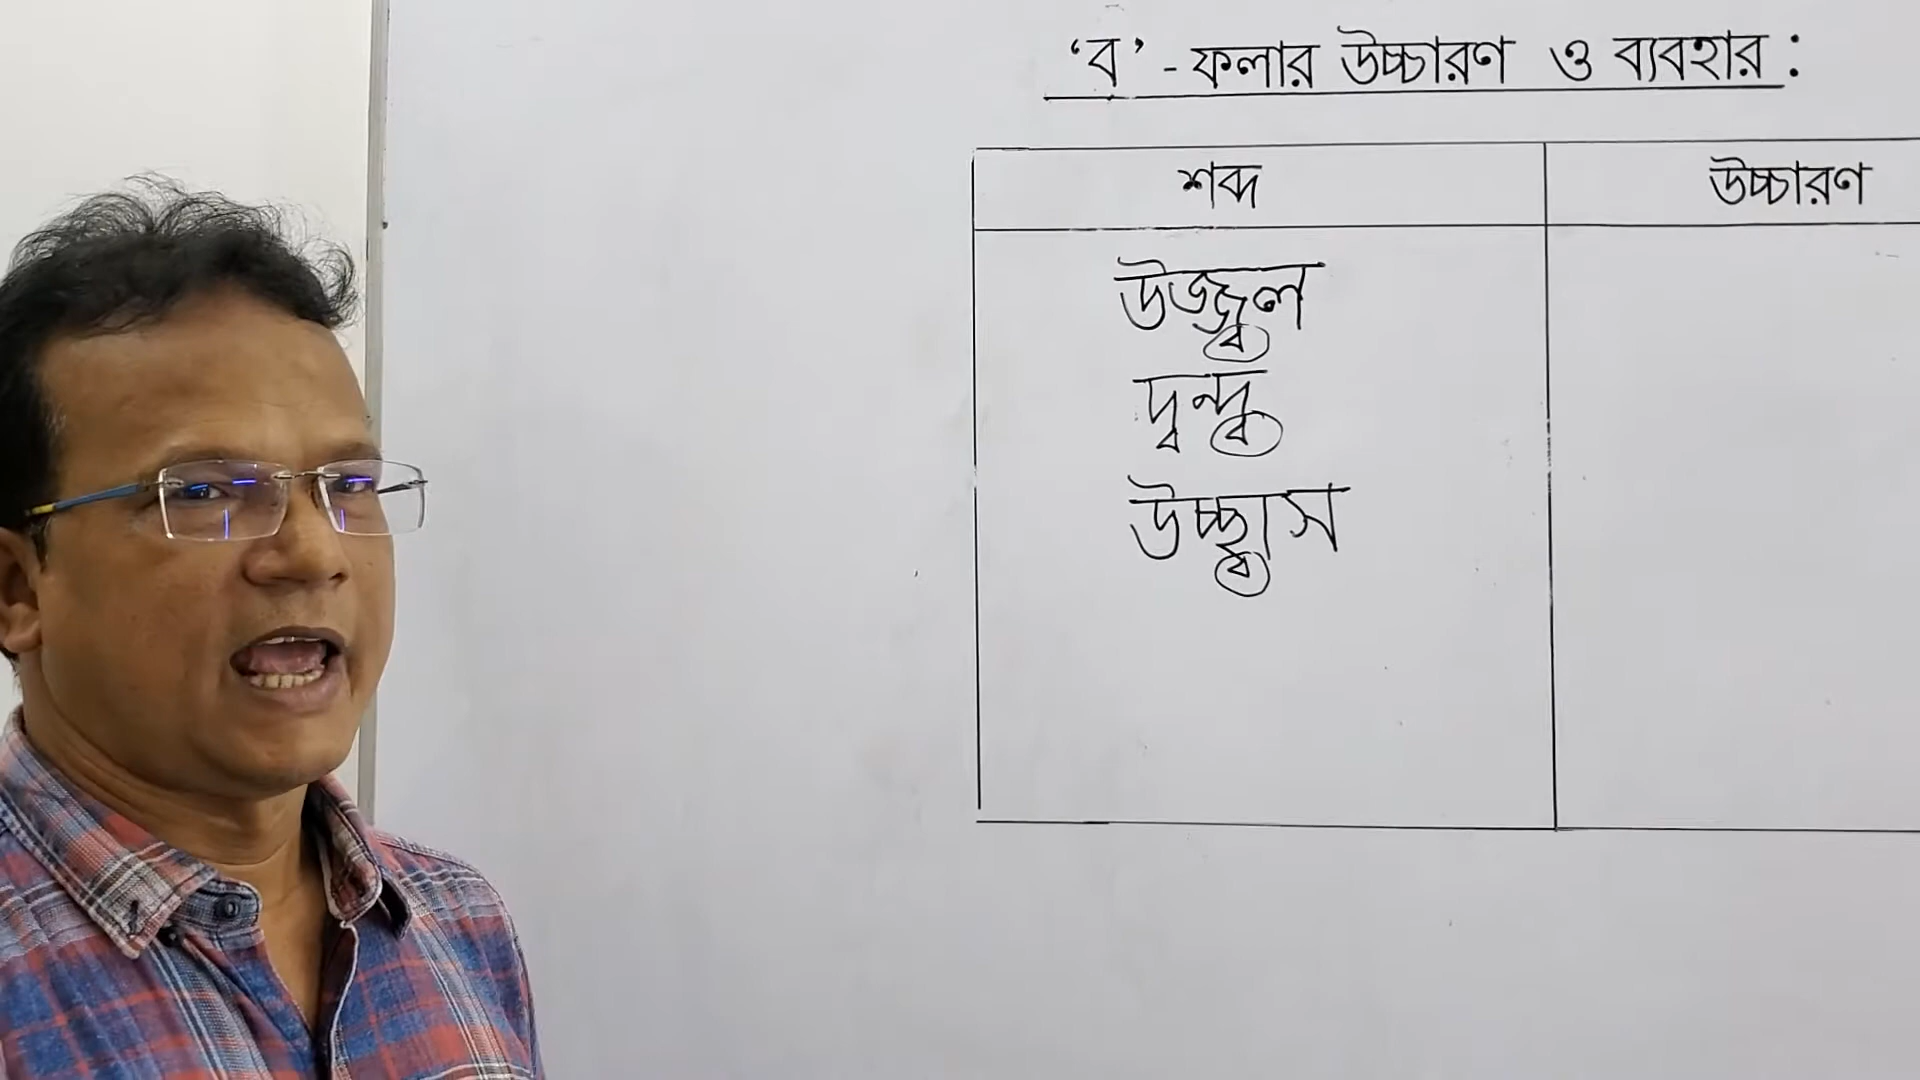 ‘ব’ - ফলার উচ্চারণ ও ব্যবহার :
শব্দ উচ্চারণ
উজ্জ্বল
দ্বন্দ্ব
উচ্ছ্বাস